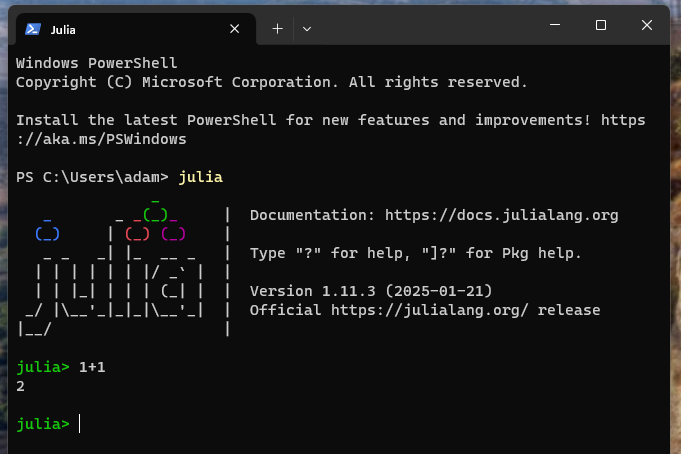 Julia
Windows PowerShell
Copyright (C) Microsoft Corporation. All rights reserved.
Install the latest PowerShell for new features and improvements! https
://aka.ms/PSWindows
PS C:\Users\adam> julia
               _
   _       _ _(_)_     |  Documentation: https://docs.julialang.org
  (_)     | (_) (_)    |
   _ _   _| |_  __ _   |  Type "?" for help, "]?" for Pkg help.
  | | | | | | |/ _` |  |
  | | |_| | | | (_| |  |  Version 1.11.3 (2025-01-21)
 _/ |\__'_|_|_|\__'_|  |  Official https://julialang.org/ release
|__/                   |
julia> 1+1
2
julia>